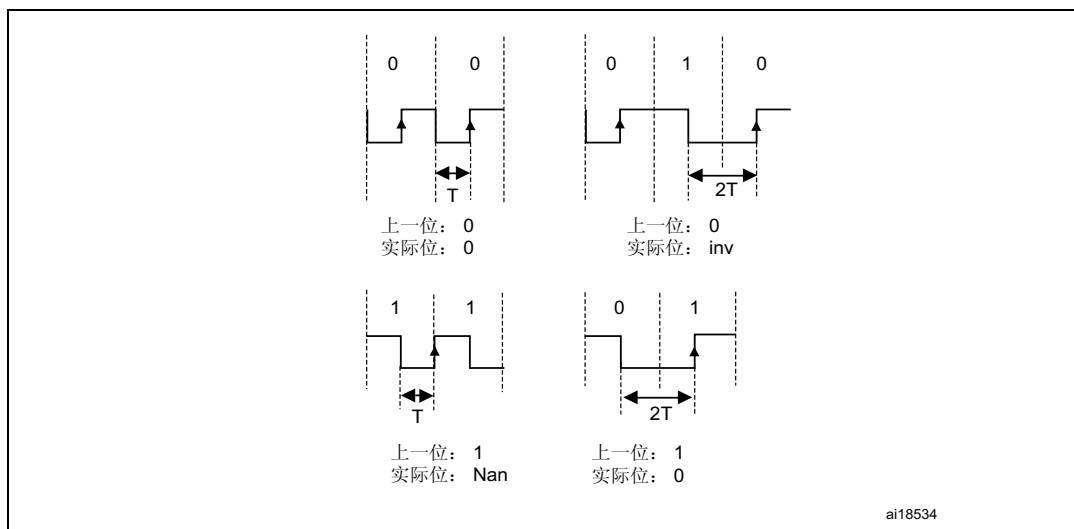 0 0
T
上一位： 0
实际位： 0
0 1 0
2T
上一位： 0
实际位： inv
1 1
T
上一位： 1
实际位： Nan
0 1
2T
上一位： 1
实际位： 0
ai18534